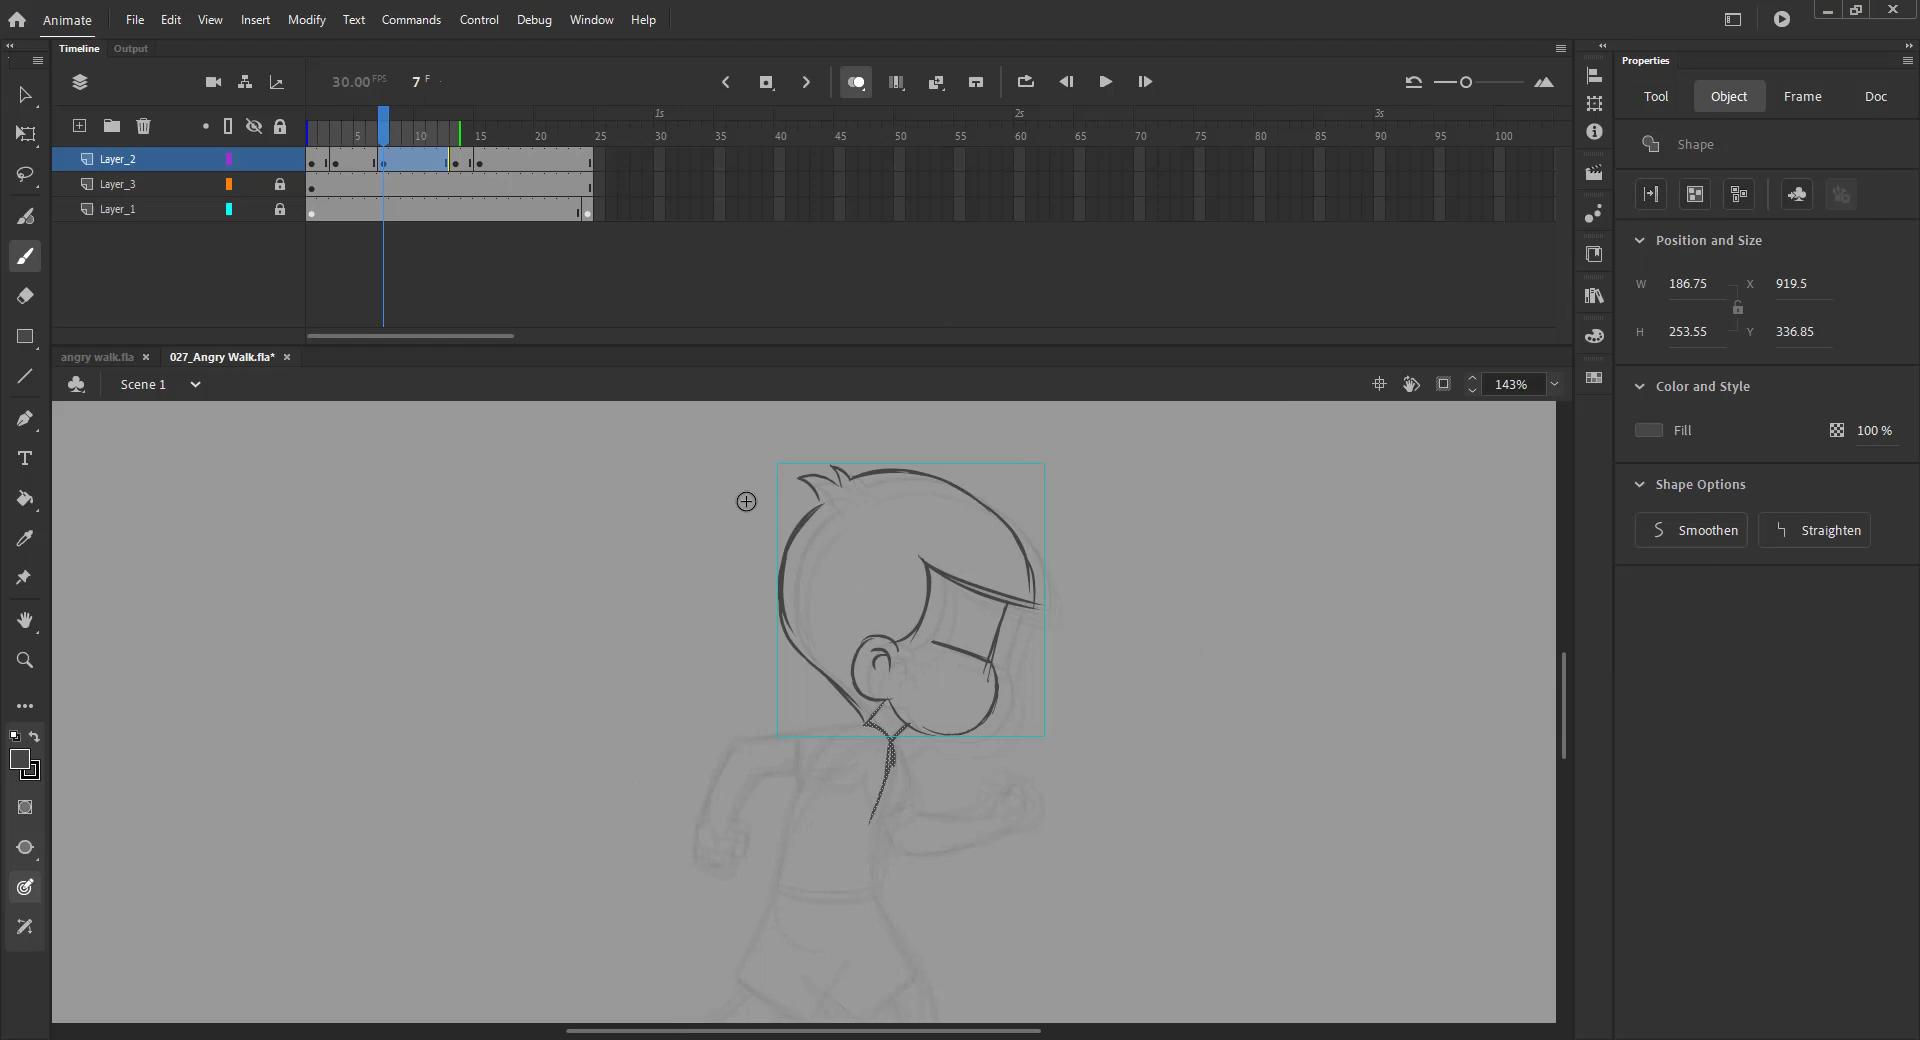 Animate File Edit View Insert Modify Text Commands Control Debug Window Help
Timeline Output
Properties
30.00 FPS 7 F
Tool Object Frame Doc
1s 2s 3s
5 10 15 20 25 30 35 40 45 50 55 60 65 70 75 80 85 90 95 100
Shape
Layer_2
Layer_3
Layer_1
Position and Size
W 186.75 X 919.5
H 253.55 Y 336.85
angry walk.fla 027_Angry Walk.fla*
Scene 1 143%
Color and Style
Fill 100 %
Shape Options
Smoothen Straighten